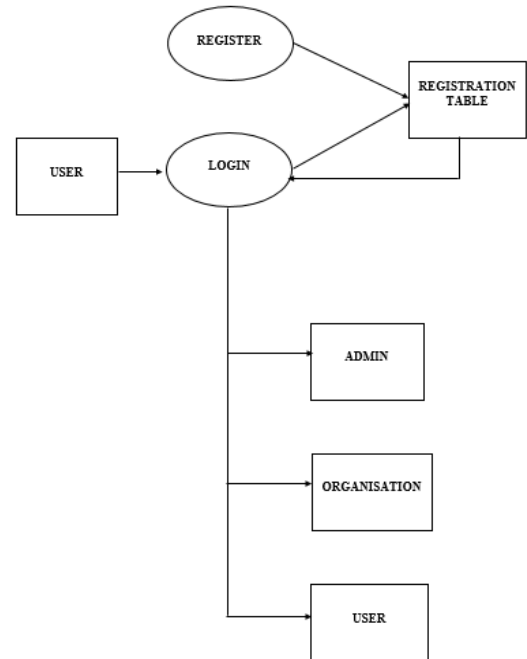 REGISTER
REGISTRATION
TABLE
USER
LOGIN
ADMIN
ORGANISATION
USER